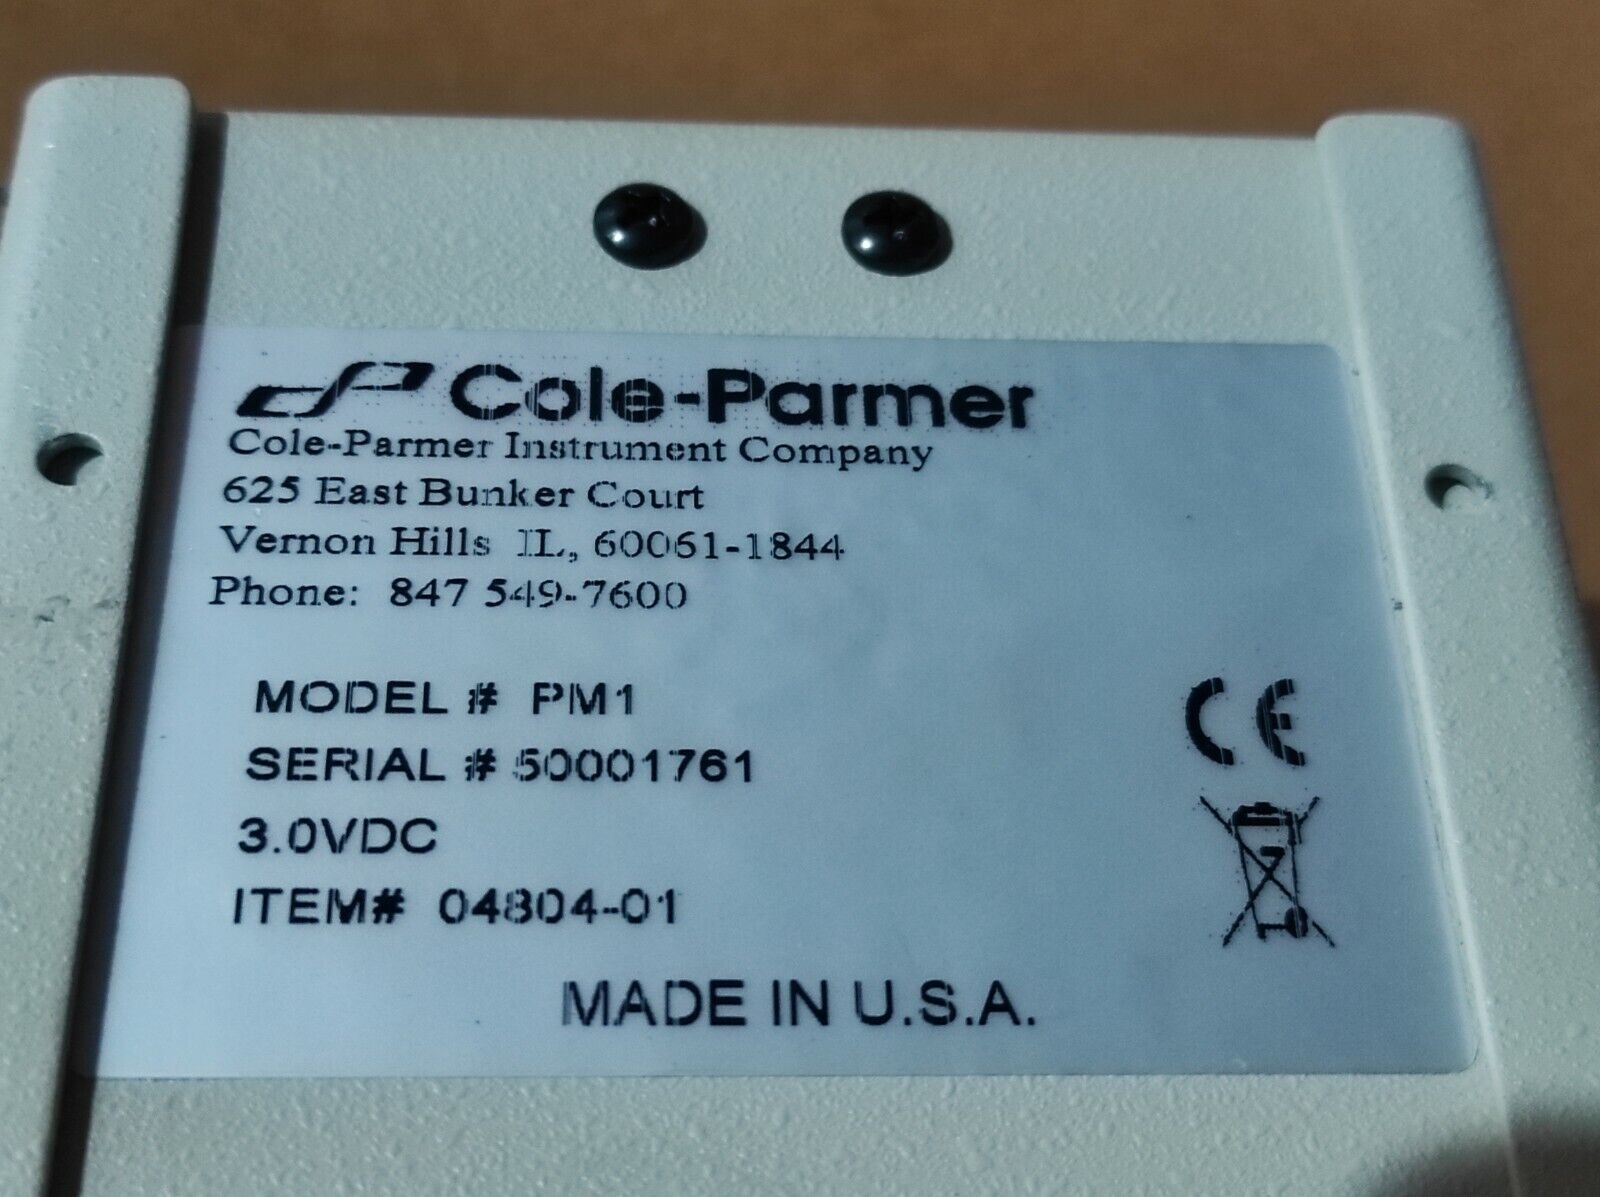 Cole-Parmer
Cole-Parmer Instrument Company
625 East Bunker Court
Vernon Hills IL, 60061-1844
Phone: 847 549-7600
MODEL # PM1
SERIAL # 50001761
3.0VDC
ITEM# 04804-01
CE
MADE IN U.S.A.